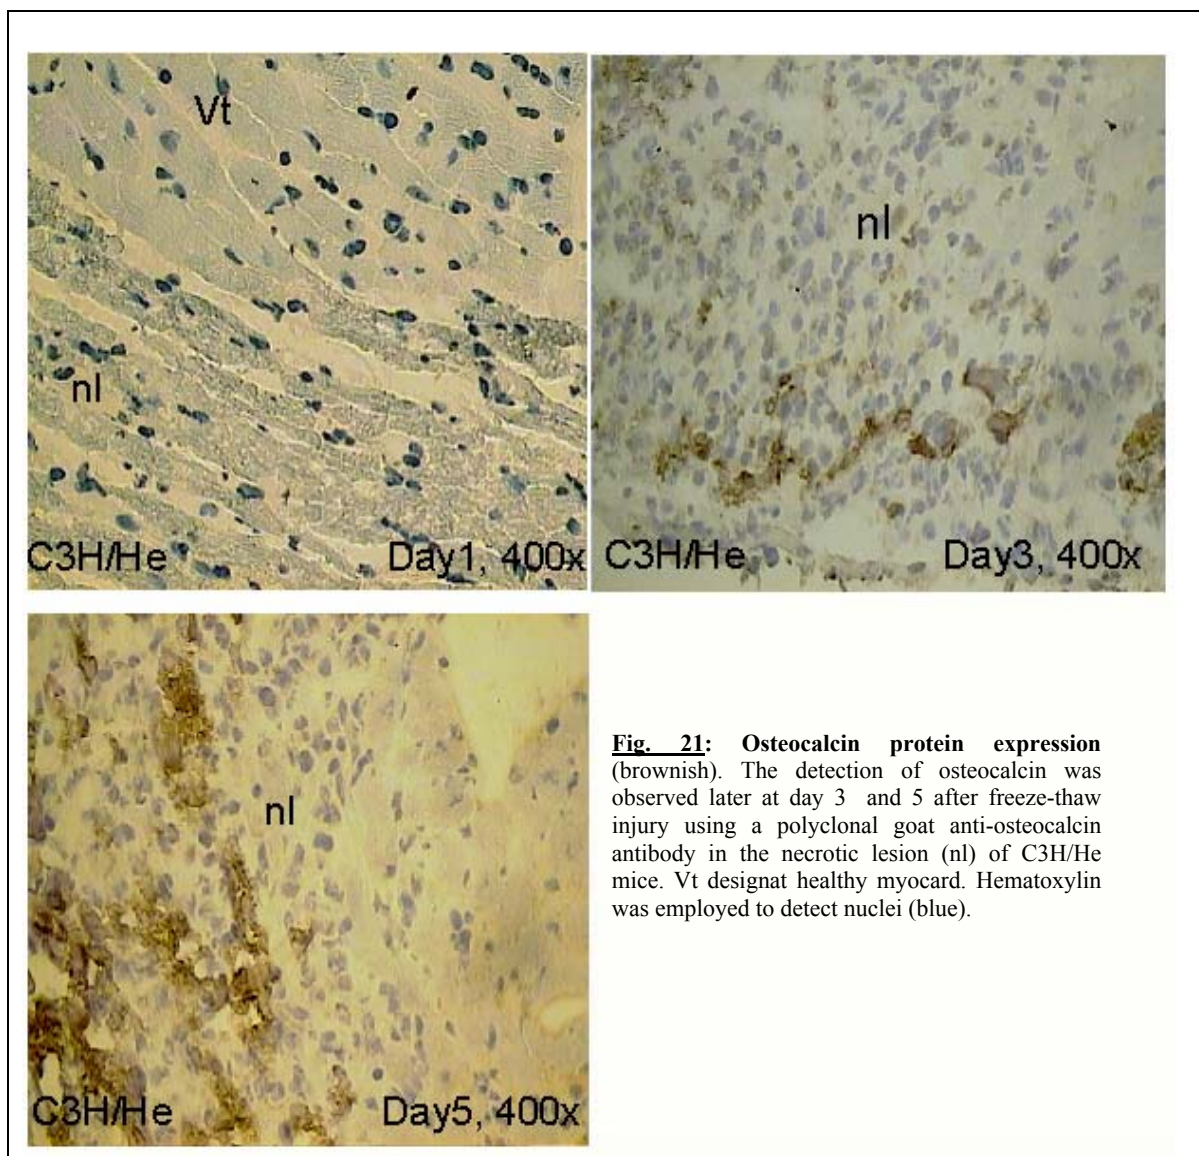 Vt
nl
C3H/He Day1, 400x
nl
C3H/He Day3, 400x
nl
C3H/He Day5, 400x
Fig. 21: Osteocalcin protein expression
(brownish). The detection of osteocalcin was
observed later at day 3 and 5 after freeze-thaw
injury using a polyclonal goat anti-osteocalcin
antibody in the necrotic lesion (nl) of C3H/He
mice. Vt designat healthy myocard. Hematoxylin
was employed to detect nuclei (blue).